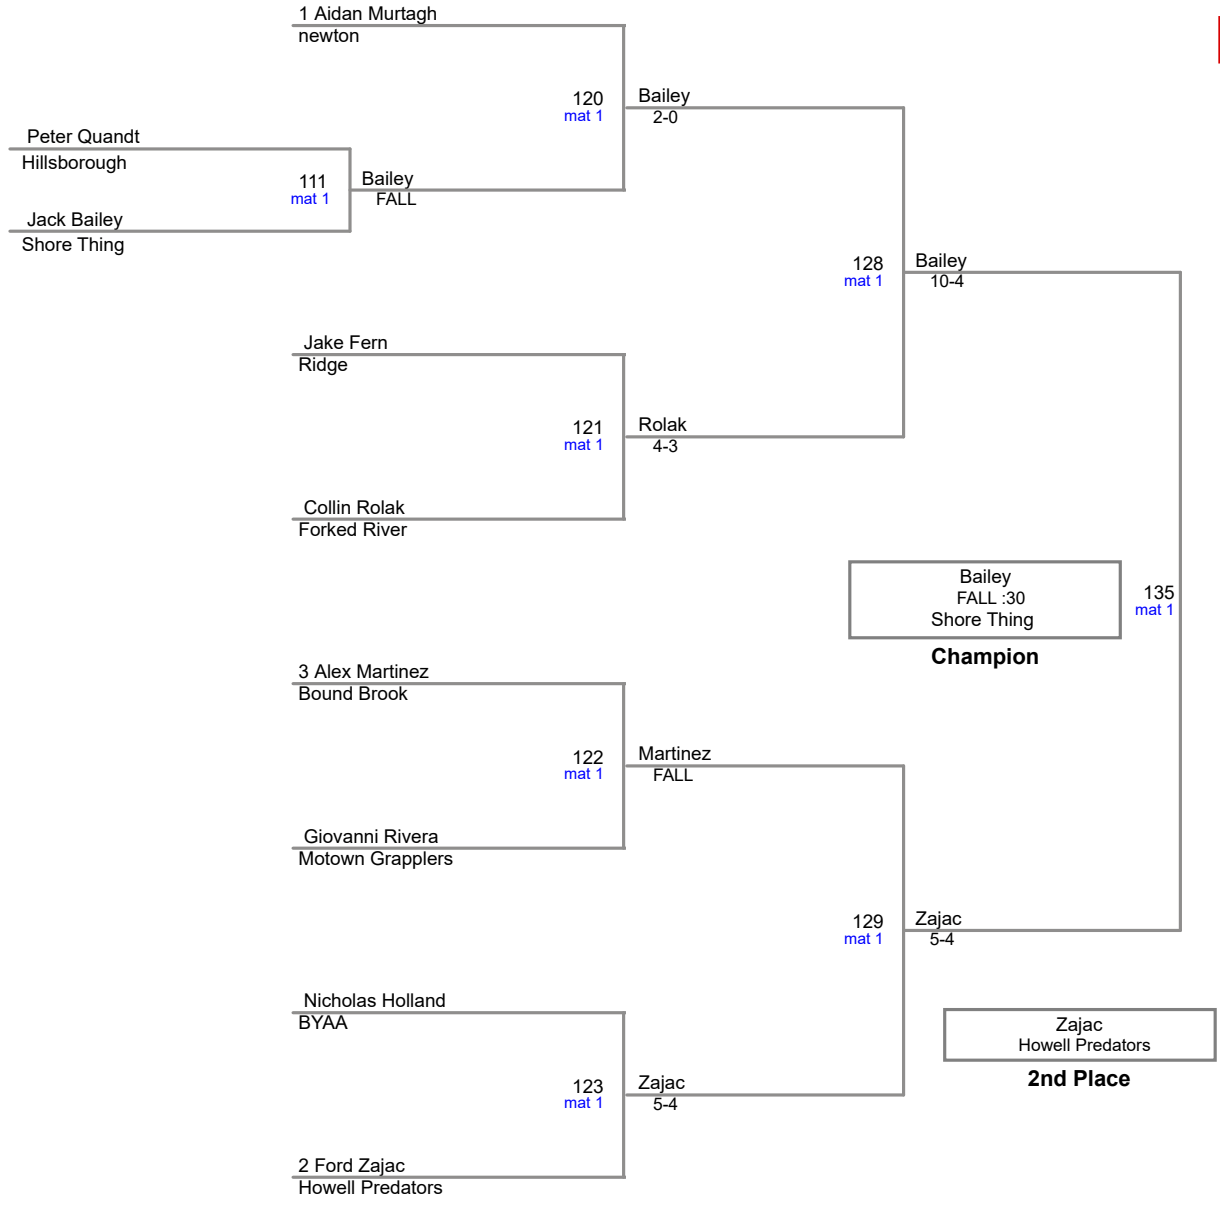 1 Aidan Murtagh
newton
120
mat 1
Bailey
2-0
Peter Quandt
Hillsborough
111
mat 1
Bailey
FALL
Jack Bailey
Shore Thing
128
mat 1
Bailey
10-4
Jake Fern
Ridge
121
mat 1
Rolak
4-3
Collin Rolak
Forked River
Bailey
FALL :30
Shore Thing
Champion
135
mat 1
3 Alex Martinez
Bound Brook
122
mat 1
Martinez
FALL
Giovanni Rivera
Motown Grapplers
129
mat 1
Zajac
5-4
Nicholas Holland
BYAA
Zajac
Howell Predators
2nd Place
123
mat 1
Zajac
5-4
2 Ford Zajac
Howell Predators